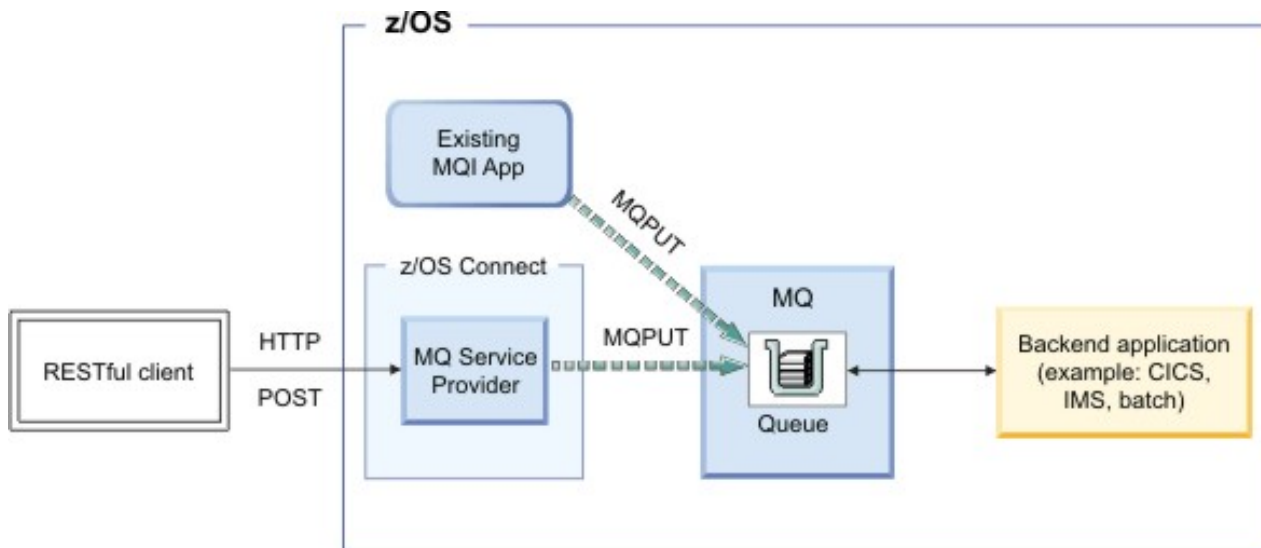 z/OS
Existing
MQI App
MQPUT
z/OS Connect
MQ
RESTful client
HTTP
POST
MQ Service
Provider
MQPUT
Queue
Backend application
(example: CICS,
IMS, batch)